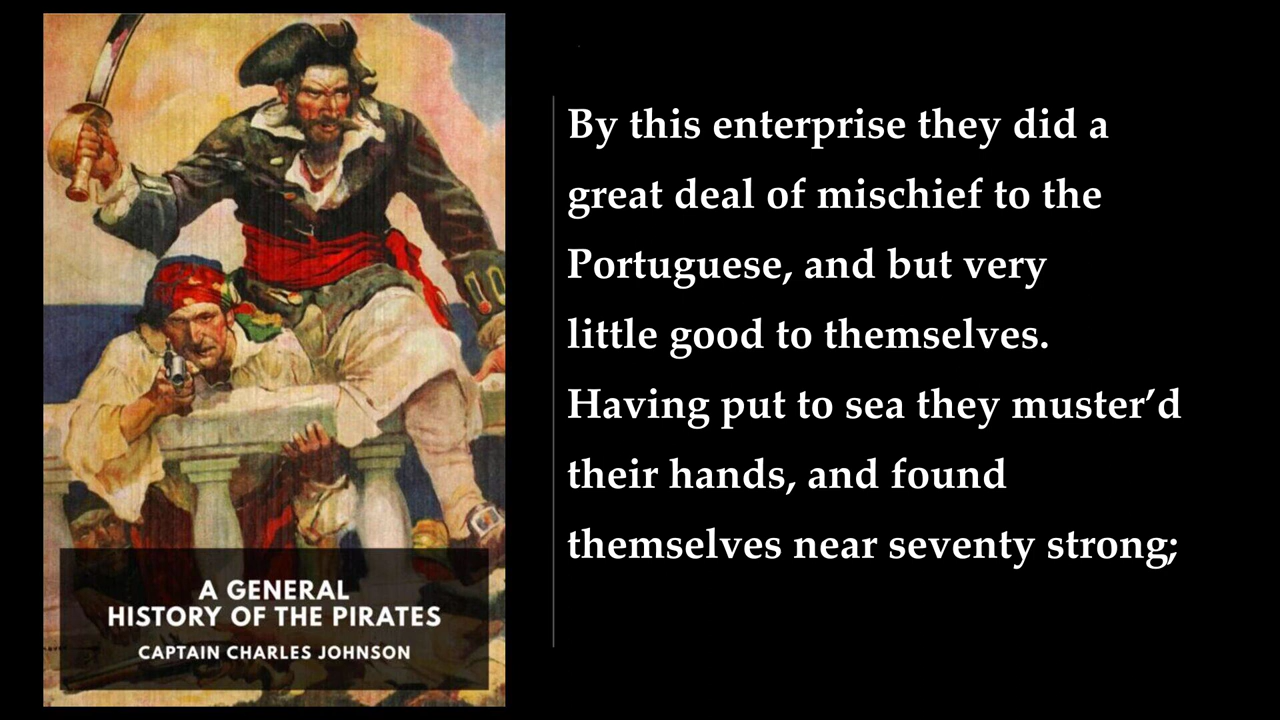 A GENERAL
HISTORY OF THE PIRATES
CAPTAIN CHARLES JOHNSON
By this enterprise they did a
great deal of mischief to the
Portuguese, and but very
little good to themselves.
Having put to sea they muster’d
their hands, and found
themselves near seventy strong;